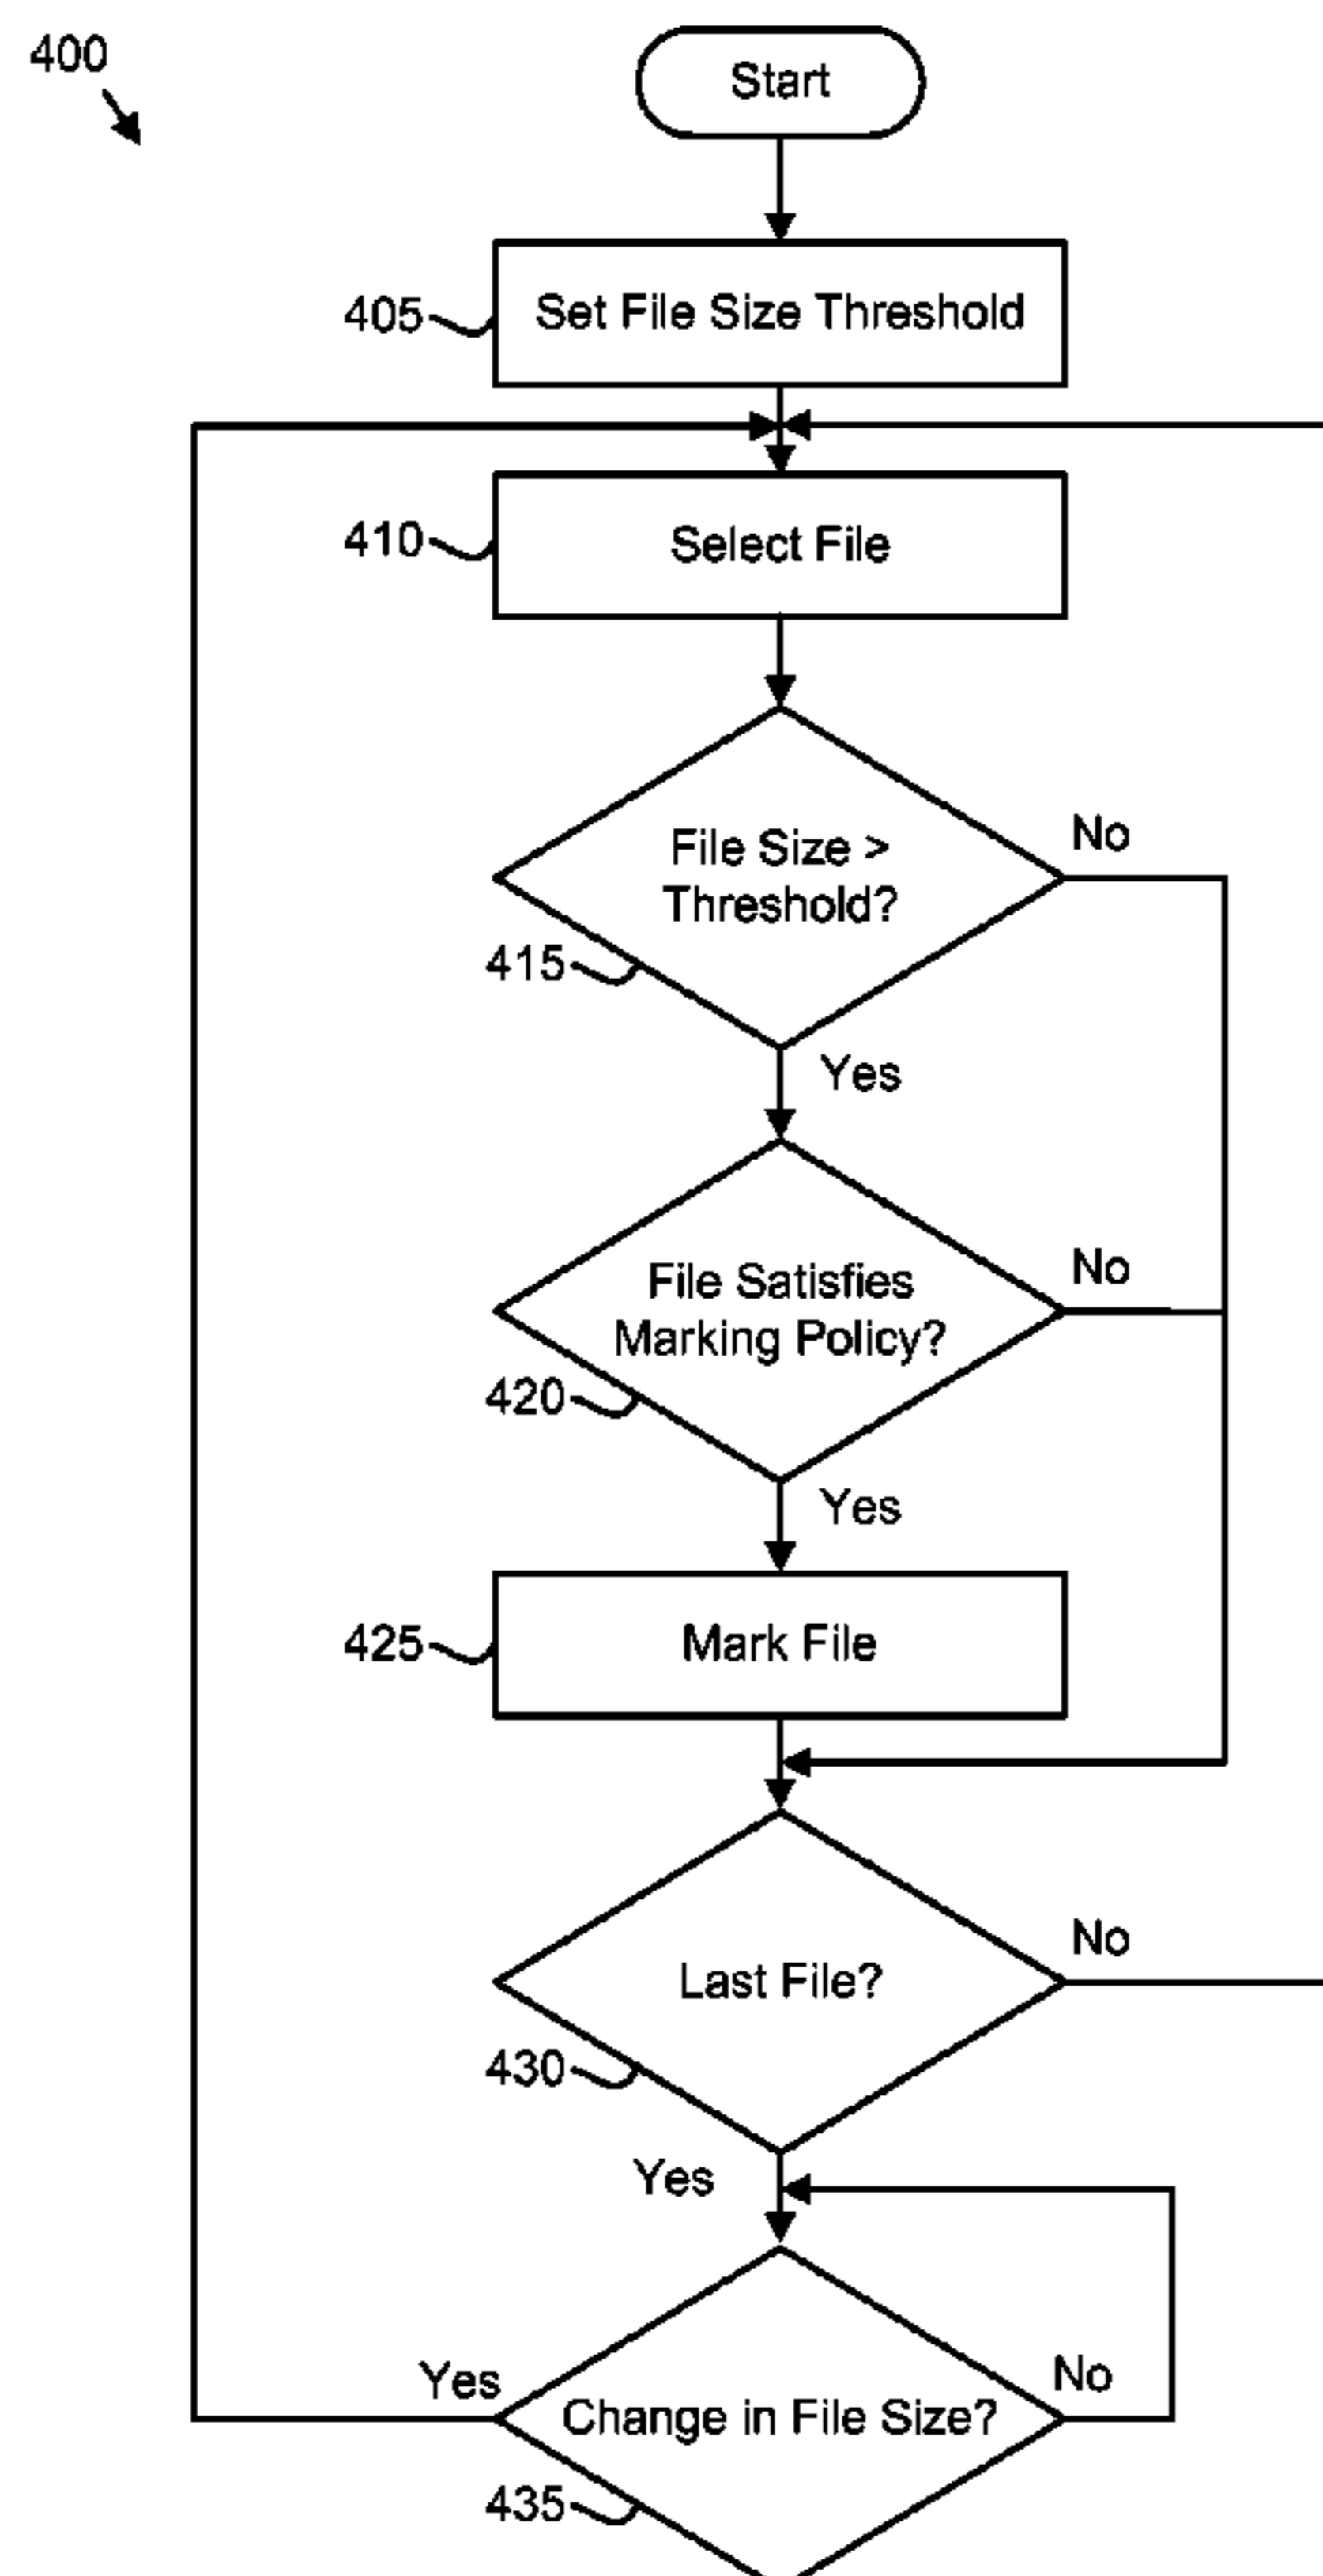 400
Start
405
Set File Size Threshold
410
Select File
File Size >
Threshold?
No
415
Yes
File Satisfies
Marking Policy?
No
420
Yes
425
Mark File
Last File?
No
430
Yes
Yes
Change in File Size?
No
435